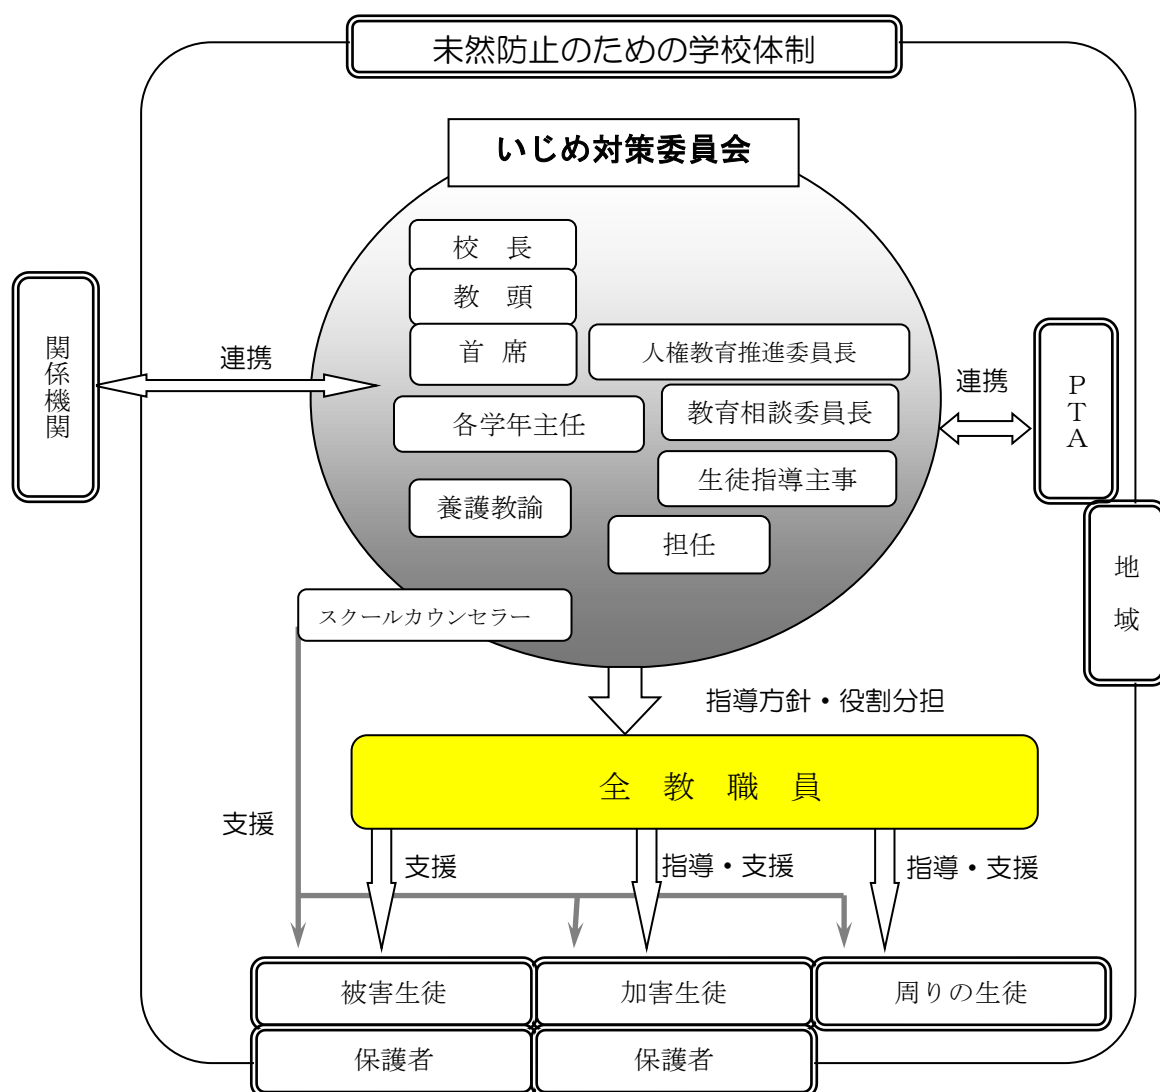 未然防止のための学校体制
いじめ対策委員会
校　長
教　頭
首　席
人権教育推進委員長
各学年主任
教育相談委員長
生徒指導主事
養護教諭
担任
スクールカウンセラー
関係機関
連携
連携
ＰＴＡ
地域
指導方針・役割分担
全　教　職　員
支援
支援
指導・支援
指導・支援
被害生徒
加害生徒
周りの生徒
保護者
保護者